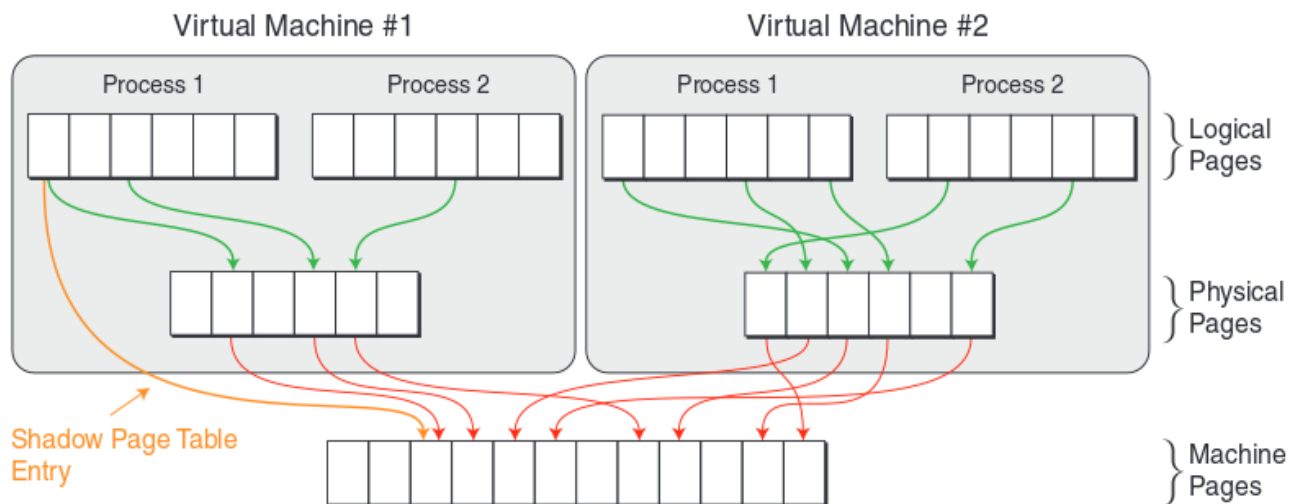 Virtual Machine #1
Virtual Machine #2
Process 1
Process 2
Process 1
Process 2
Logical
Pages
Physical
Pages
Shadow Page Table
Entry
Machine
Pages